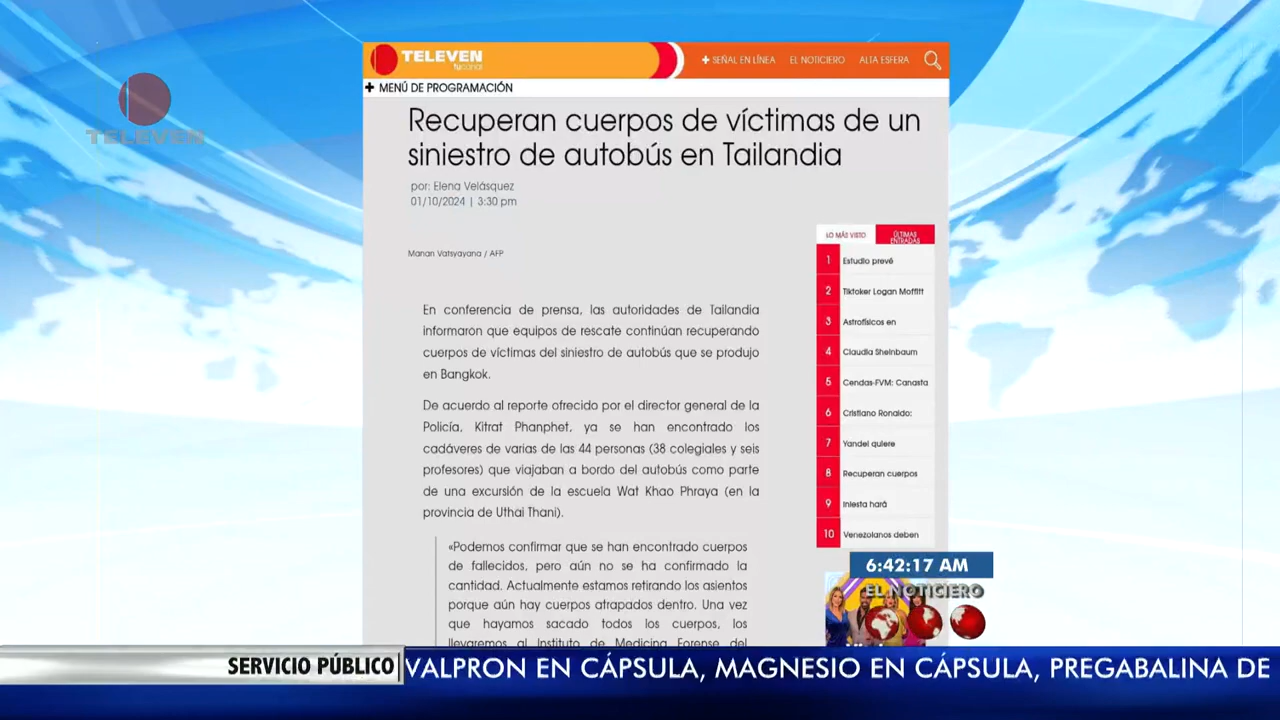 TELEVEN
TELEVEN
tucanal
SEÑAL EN LÍNEA
EL NOTICIERO
ALTA ESFERA
MENÚ DE PROGRAMACIÓN
Recuperan cuerpos de víctimas de un
siniestro de autobús en Tailandia
por: Elena Velásquez
01/10/2024 | 3:30 pm
Manan Vatsyayana / AFP
En conferencia de prensa, las autoridades de Tailandia
informaron que equipos de rescate continúan recuperando
cuerpos de víctimas del siniestro de autobús que se produjo
en Bangkok.
De acuerdo al reporte ofrecido por el director general de la
Policía, Kitrat Phanphet, ya se han encontrado los
cadáveres de varias de las 44 personas (38 colegiales y seis
profesores) que viajaban a bordo del autobús como parte
de una excursión de la escuela Wat Khao Phraya (en la
provincia de Uthai Thani).
«Podemos confirmar que se han encontrado cuerpos
de fallecidos, pero aún no se ha confirmado la
cantidad. Actualmente estamos retirando los asientos
porque aún hay cuerpos atrapados dentro. Una vez
que hayamos sacado todos los cuerpos, los
llevaremos al Instituto de Medicina Forense del
LO MÁS VISTO
ÚLTIMAS
ENTRADAS
1 Estudio prevé
2 Tiktoker Logan Moffitt
3 Astrofísicos en
4 Claudia Sheinbaum
5 Cendas-FVM: Canasta
6 Cristiano Ronaldo:
7 Yandel quiere
8 Recuperan cuerpos
9 Iniesta hará
10 Venezolanos deben
6:42:17 AM
EL NOTICIERO
SERVICIO PÚBLICO
VALPRON EN CÁPSULA, MAGNESIO EN CÁPSULA, PREGABALINA DE